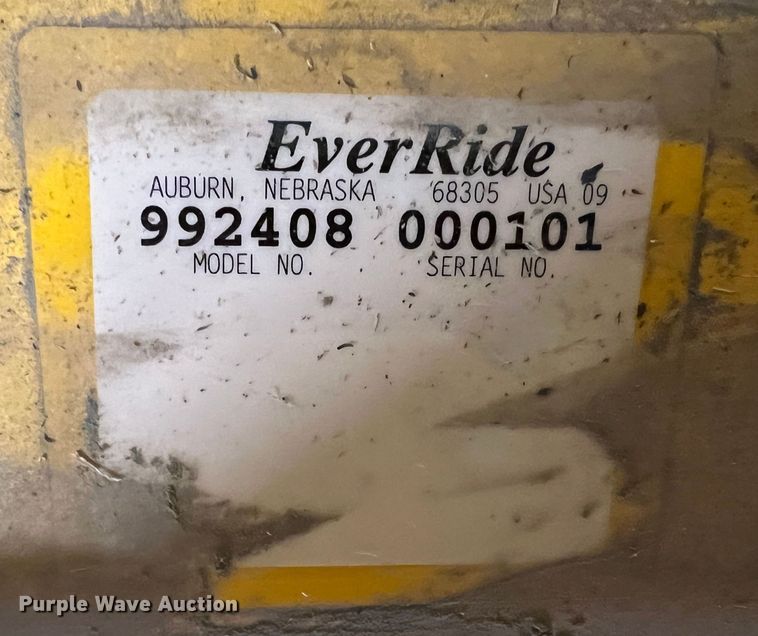 EverRide
AUBURN, NEBRASKA 68305 USA 09
992408 000101
MODEL NO. SERIAL NO.
Purple Wave Auction